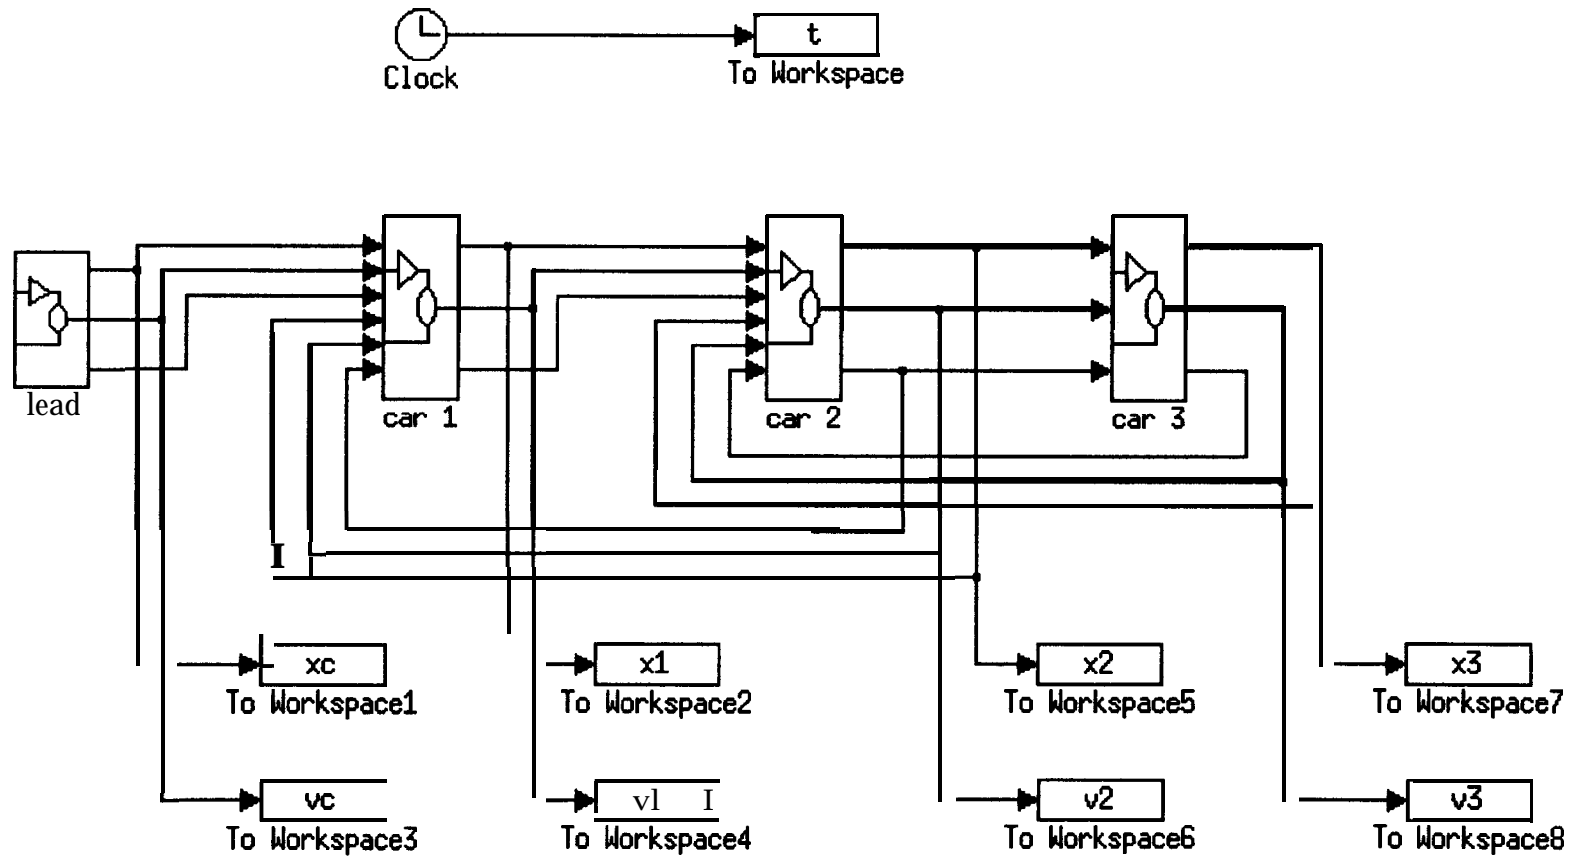 t
Clock
To Workspace
lead
car 1
car 2
car 3
I
xc
x1
x2
x3
To Workspace1
To Workspace2
To Workspace5
To Workspace7
vc
vl I
v2
v3
To Workspace3
To Workspace4
To Workspace6
To Workspace8